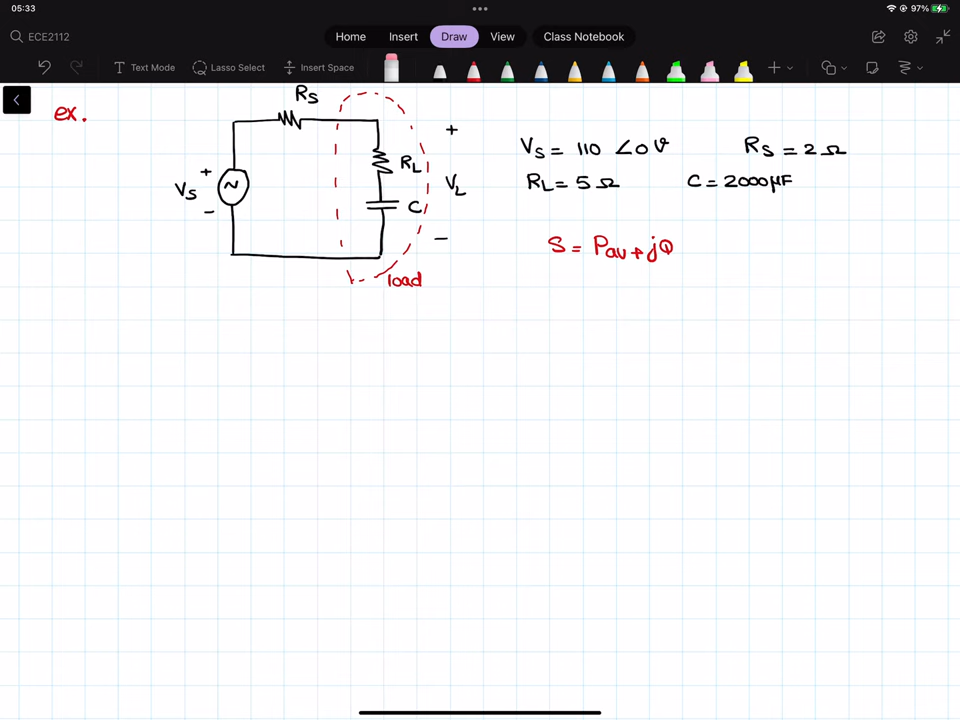 05:33 97%
ECE2112 Home Insert Draw View Class Notebook
Text Mode Lasso Select Insert Space
ex.
RS
VS = 110 ∠0 V RS = 2 Ω
+ RL + VL RL = 5 Ω C = 2000μF
VS ~ C
- -
S = Pav + jQ
load